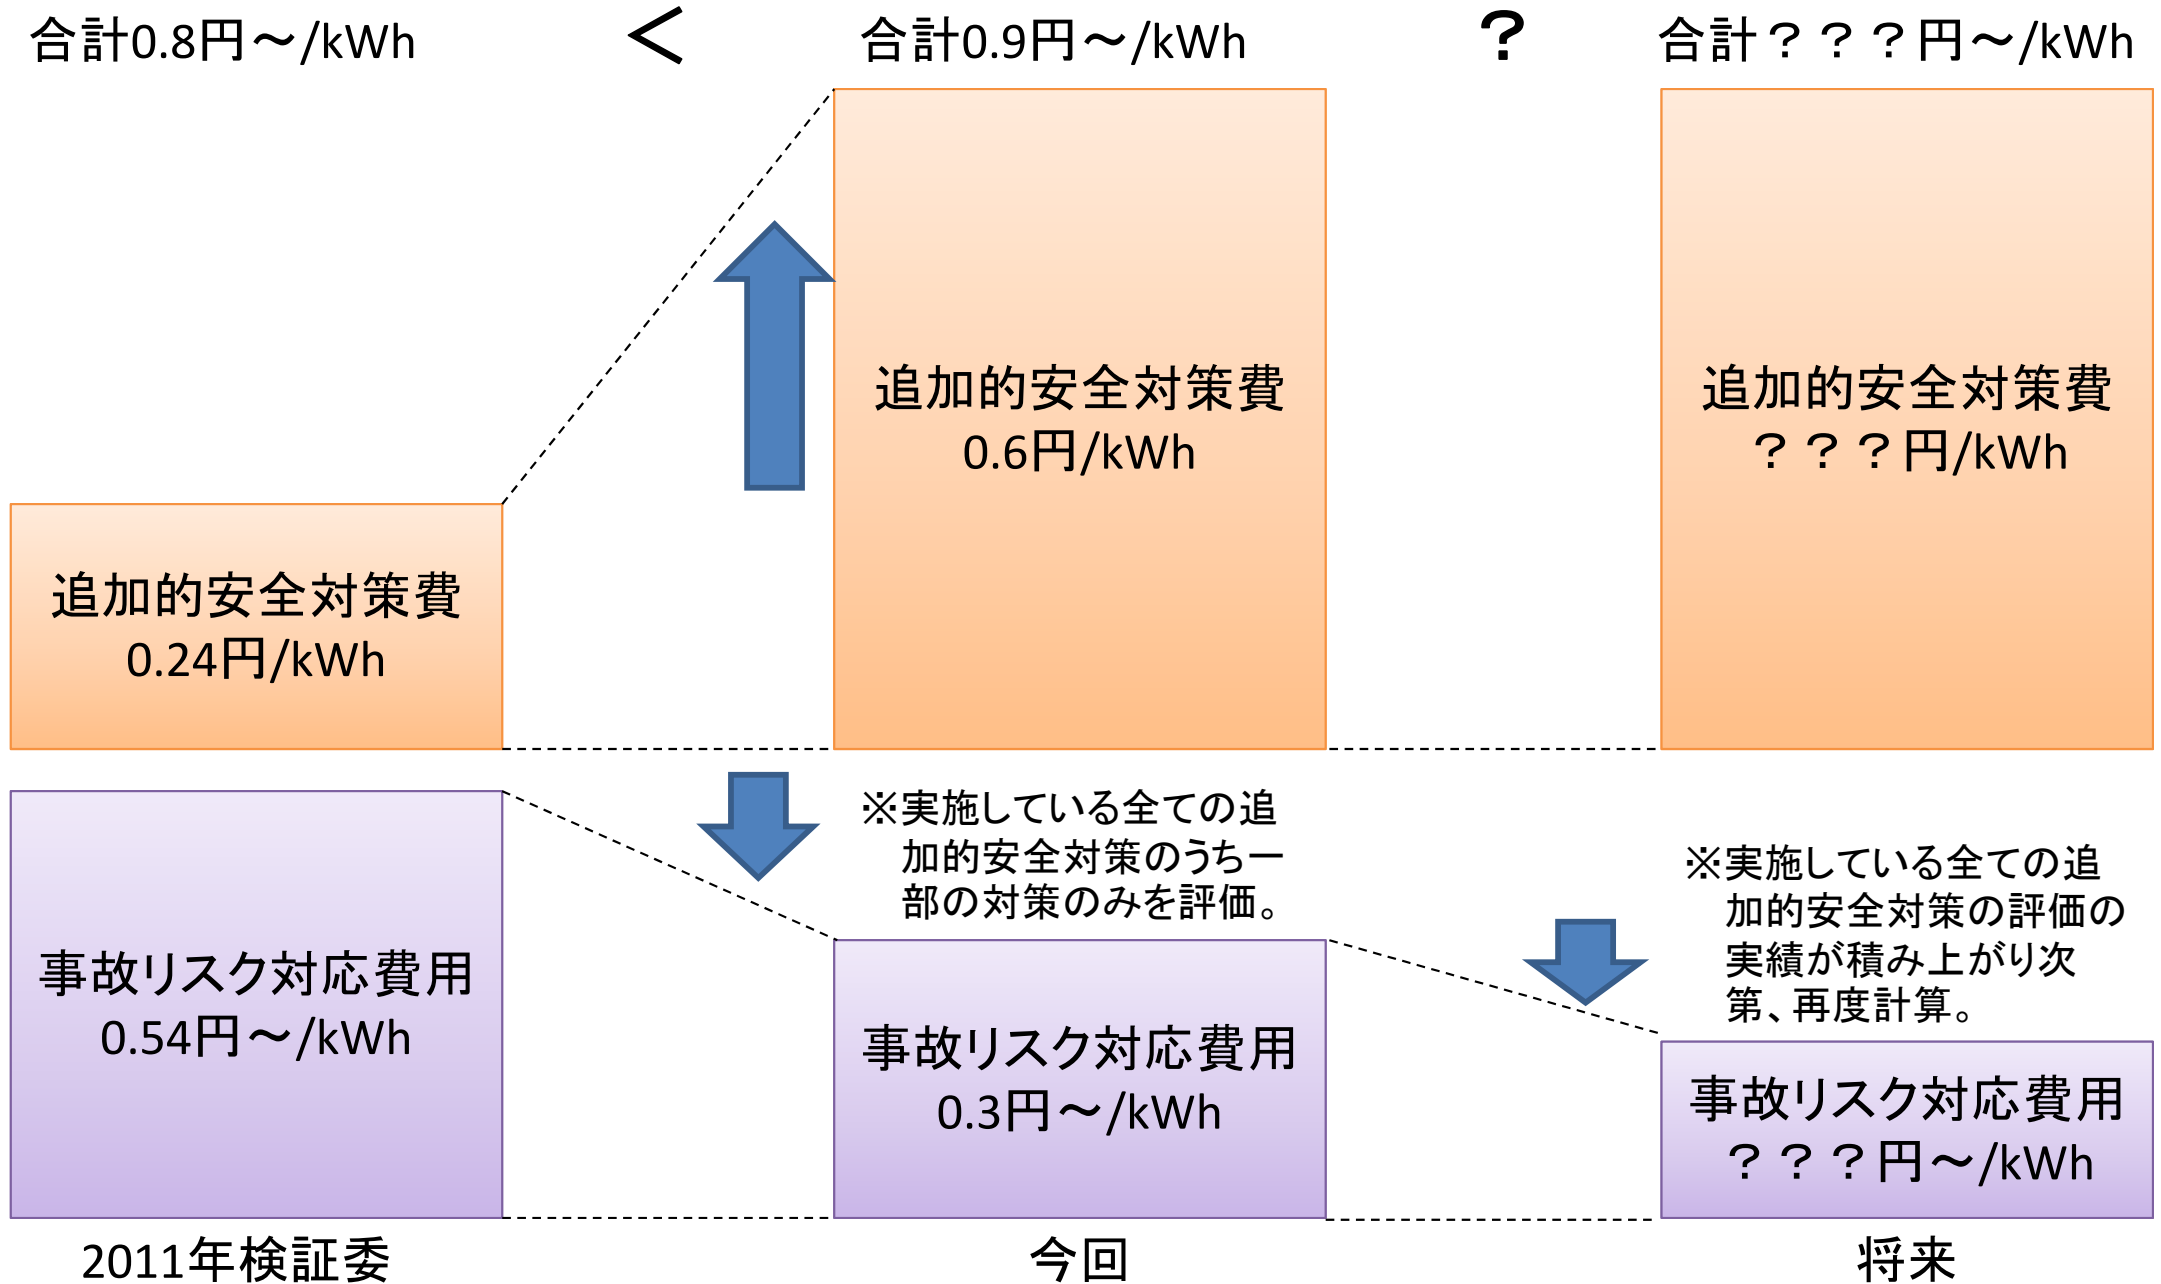 合計0.8円～/kWh
＜
合計0.9円～/kWh
？
合計？？？円～/kWh
追加的安全対策費
0.24円/kWh
追加的安全対策費
0.6円/kWh
追加的安全対策費
？？？円/kWh
事故リスク対応費用
0.54円～/kWh
※実施している全ての追
加的安全対策のうち一
部の対策のみを評価。
事故リスク対応費用
0.3円～/kWh
※実施している全ての追
加的安全対策の評価の
実績が積み上がり次
第、再度計算。
事故リスク対応費用
？？？円～/kWh
2011年検証委
今回
将来